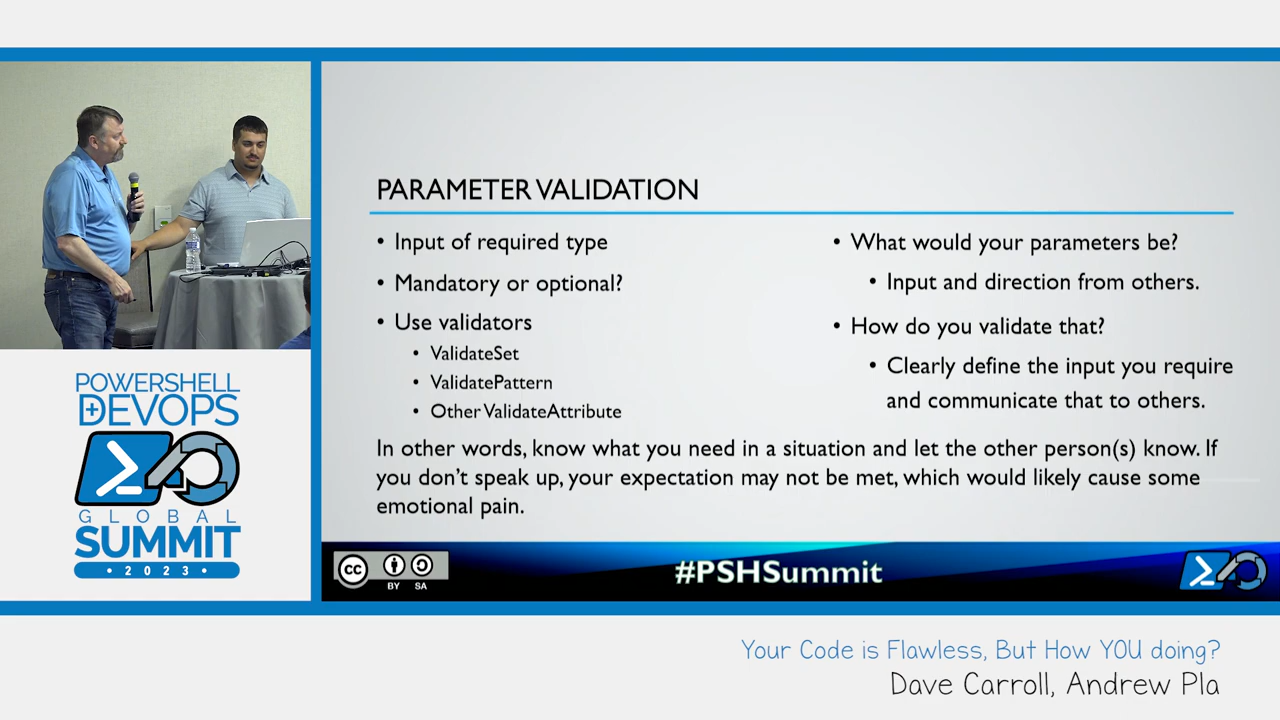 PARAMETER VALIDATION
• Input of required type
• Mandatory or optional?
• Use validators
• ValidateSet
• ValidatePattern
• Other ValidateAttribute
• What would your parameters be?
• Input and direction from others.
• How do you validate that?
• Clearly define the input you require
and communicate that to others.
In other words, know what you need in a situation and let the other person(s) know. If
you don't speak up, your expectation may not be met, which would likely cause some
emotional pain.
POWERSHELL
+DEVOPS
GLOBAL
SUMMIT
• 2023 •
cc
BY SA
#PSHSummit
Your Code is Flawless, But How YOU doing?
Dave Carroll, Andrew Pla